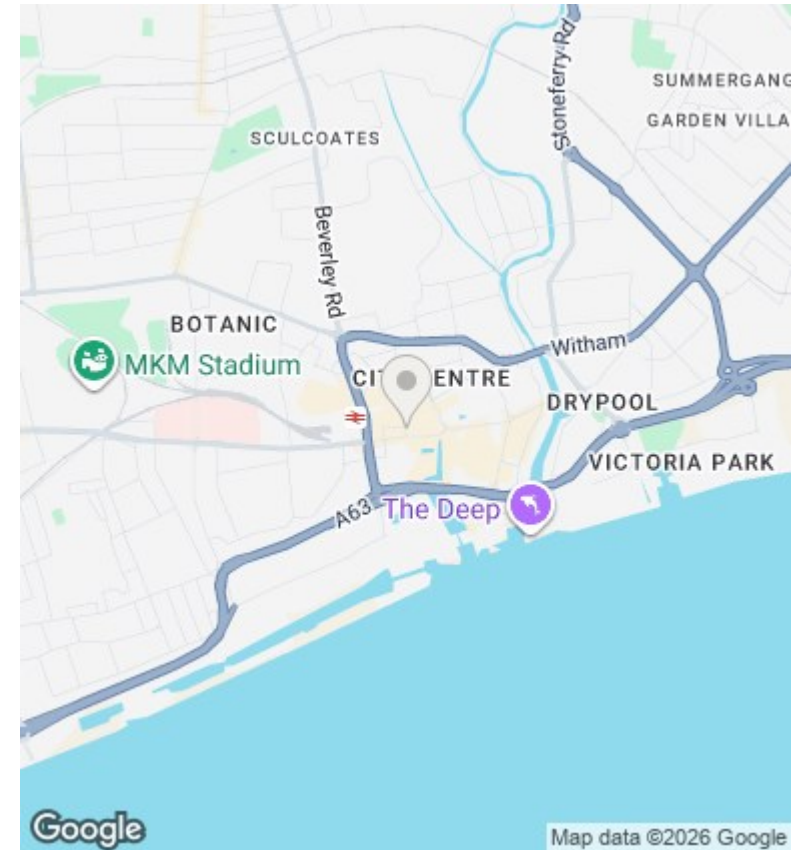 Stoneferry Rd
SUMMERGANG
GARDEN VILLA
SCULCOATES
Beverley Rd
BOTANIC
MKM Stadium
Witham
CIT ENTRE
DRYPOOL
VICTORIA PARK
A63
The Deep
Google
Map data ©2026 Google